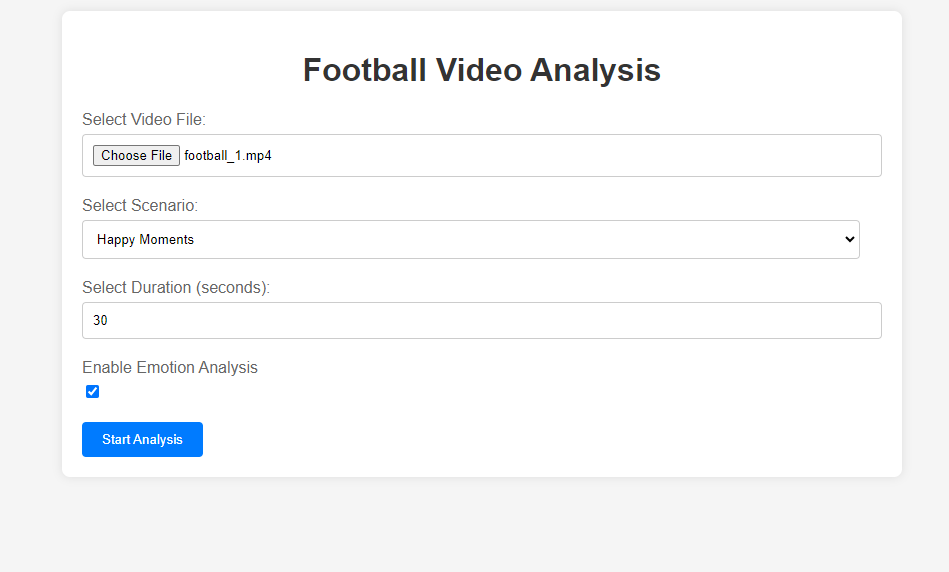 Football Video Analysis
Select Video File:
Choose File football_1.mp4
Select Scenario:
Happy Moments
Select Duration (seconds):
30
Enable Emotion Analysis
Start Analysis